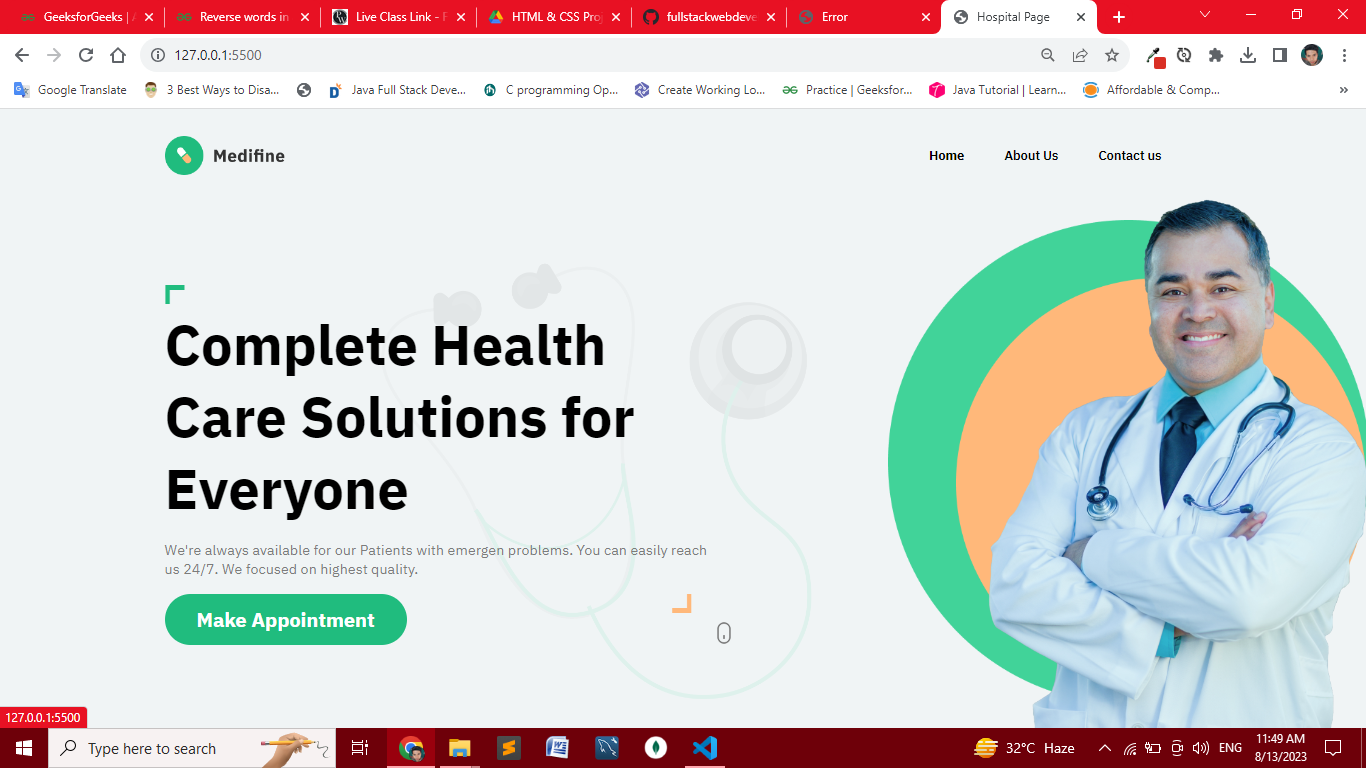 GeeksforGeeks |
Reverse words in
Live Class Link -
HTML & CSS Proj
fullstackwebdeve
Error
Hospital Page
127.0.0.1:5500
Google Translate
3 Best Ways to Disa...
Java Full Stack Deve...
C programming Op...
Create Working Lo...
Practice | Geeksfor...
Java Tutorial | Learn...
Affordable & Comp...
»
Medifine
Home
About Us
Contact us
Complete Health
Care Solutions for
Everyone
We're always available for our Patients with emergen problems. You can easily reach
us 24/7. We focused on highest quality.
Make Appointment
127.0.0.1:5500
Type here to search
32°C Haze
ENG
11:49 AM
8/13/2023